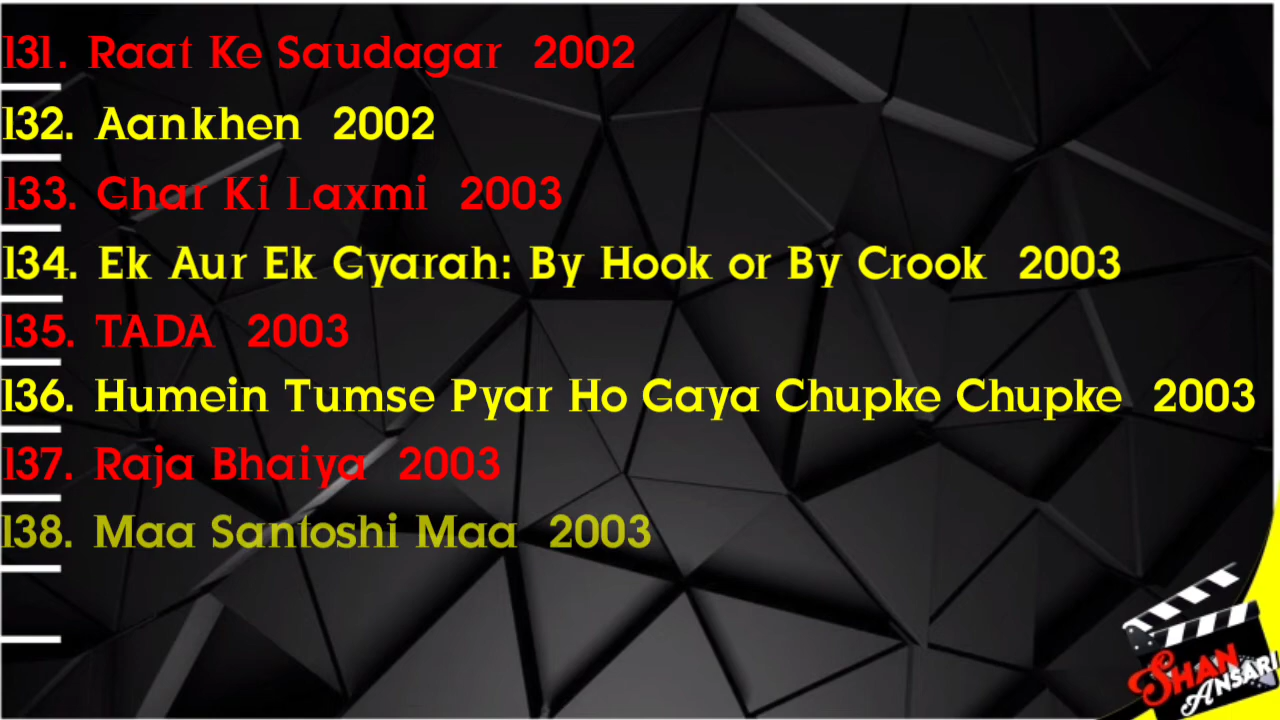 131. Raat Ke Saudagar 2002
132. Aankhen 2002
133. Ghar Ki Laxmi 2003
134. Ek Aur Ek Gyarah: By Hook or By Crook 2003
135. TADA 2003
136. Humein Tumse Pyar Ho Gaya Chupke Chupke 2003
137. Raja Bhaiya 2003
138. Maa Santoshi Maa 2003
SHAN
ANSARI